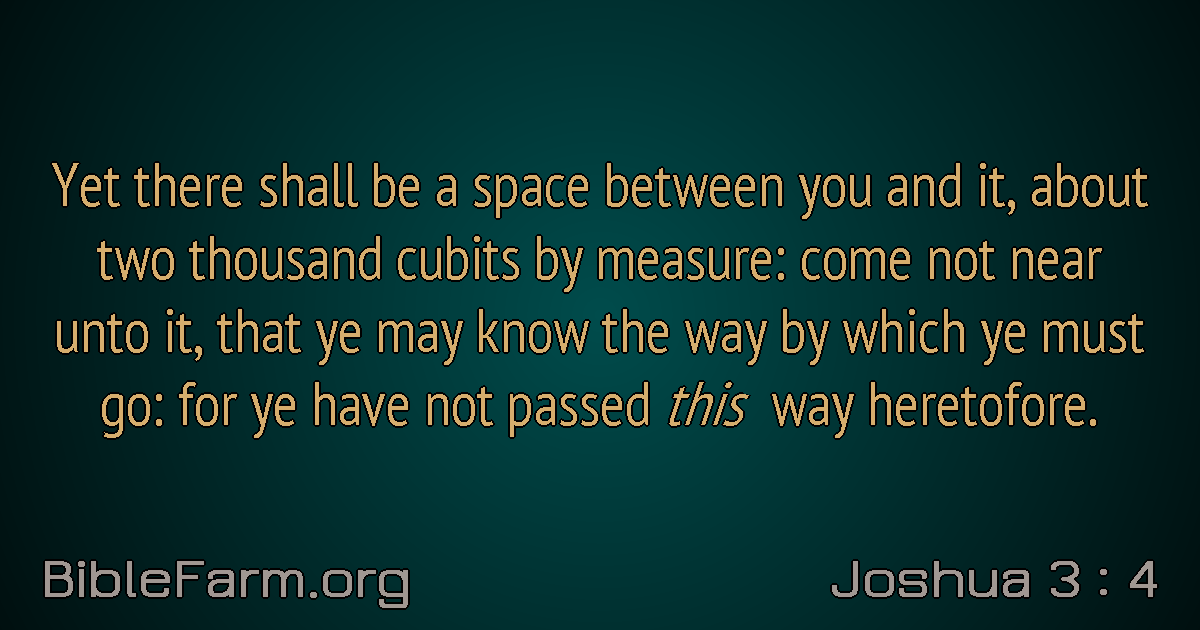 Yet there shall be a space between you and it, about
two thousand cubits by measure: come not near
unto it, that ye may know the way by which ye must
go: for ye have not passed this way heretofore.
BibleFarm.org
Joshua 3 : 4